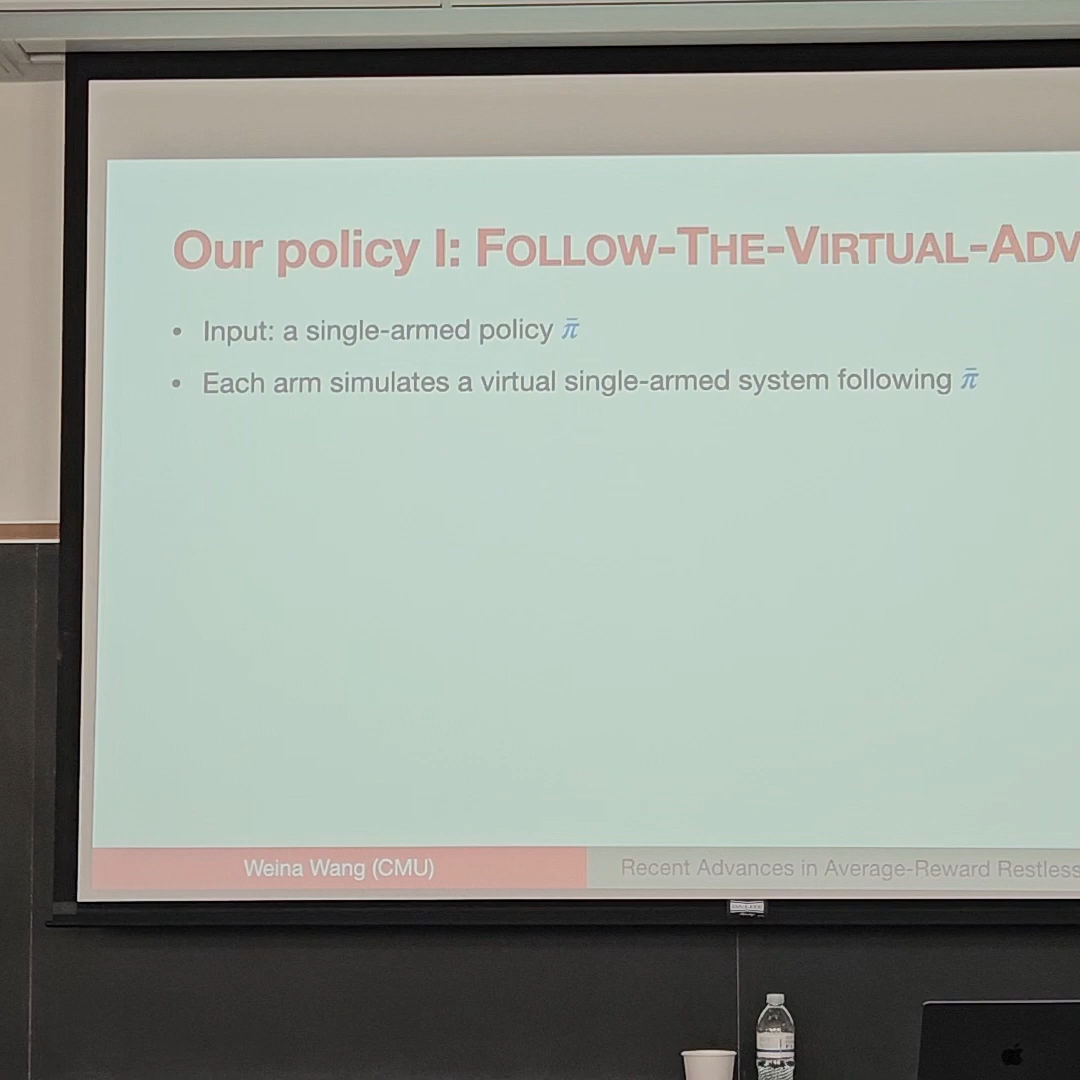 Our policy I: FOLLOW-THE-VIRTUAL-ADV
• Input: a single-armed policy π̄
• Each arm simulates a virtual single-armed system following π̄
Weina Wang (CMU)
Recent Advances in Average-Reward Restless